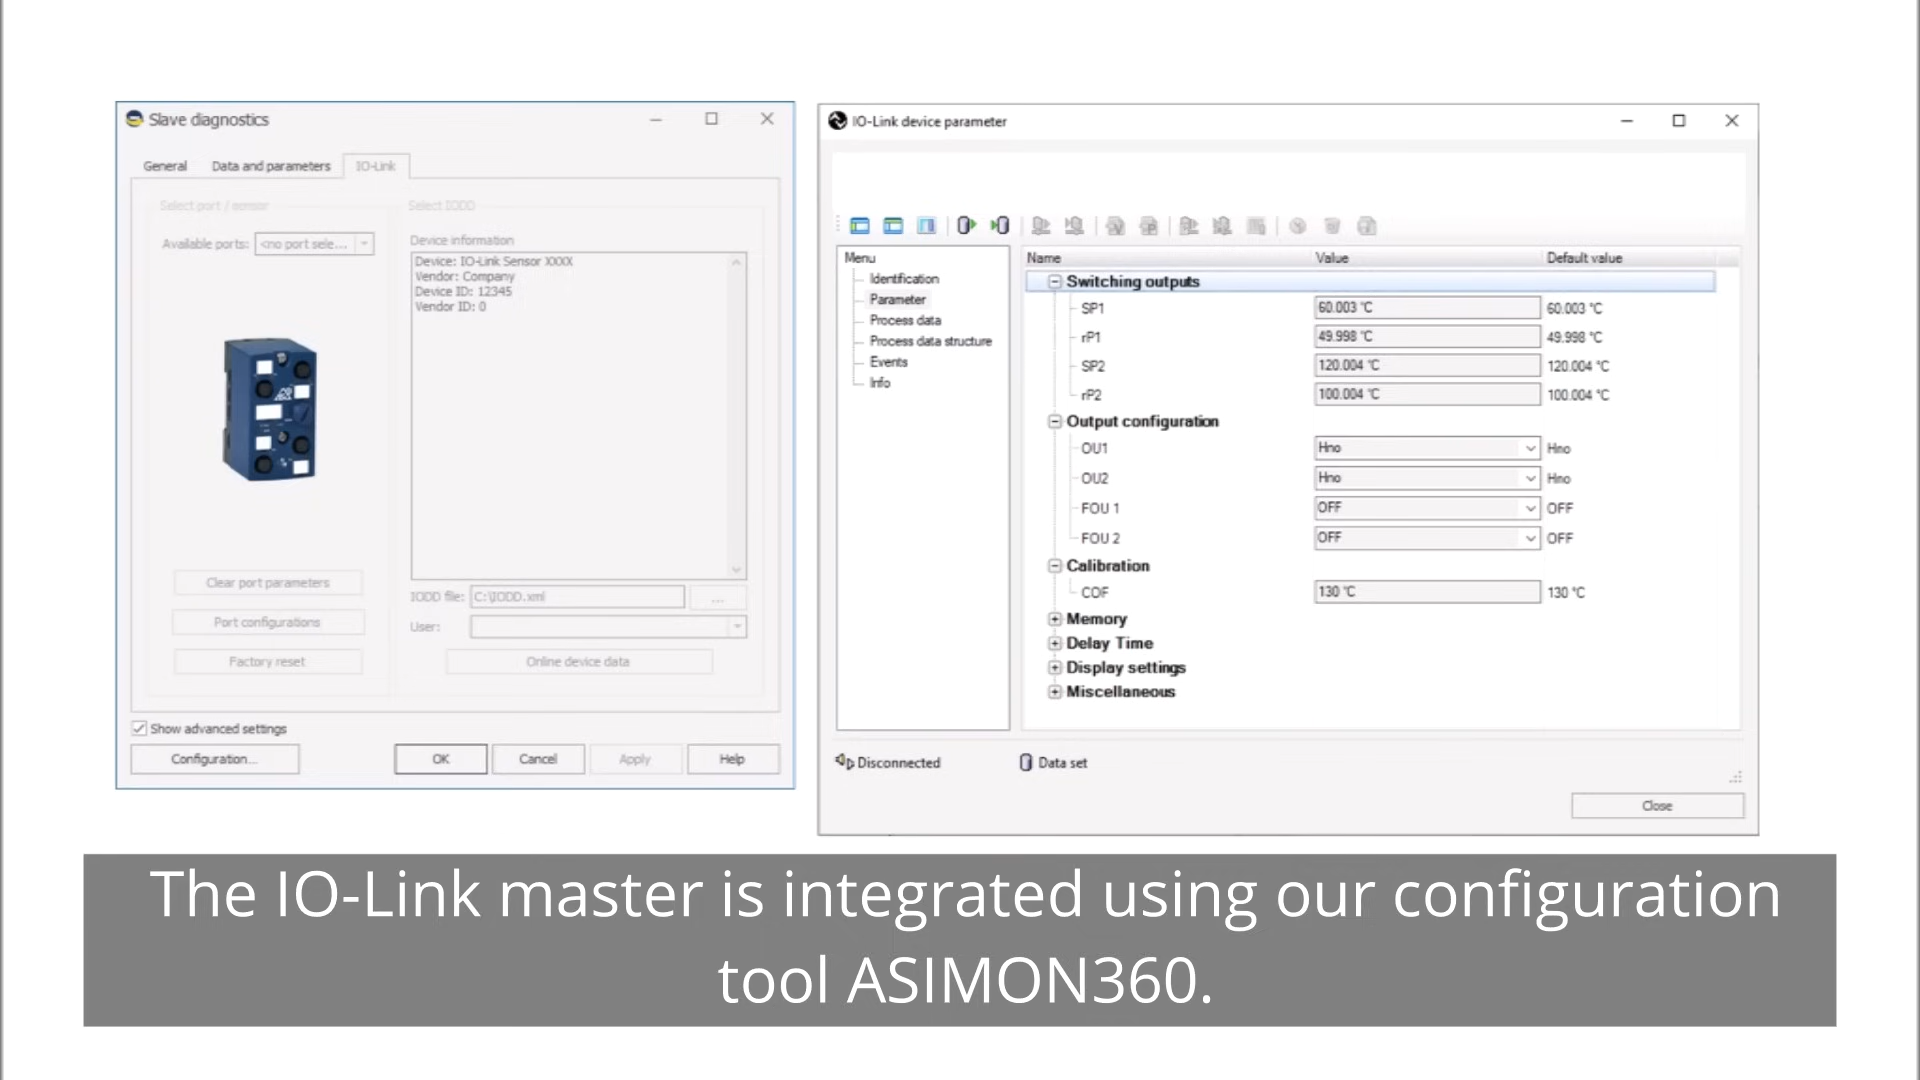 Slave diagnostics
General Data and parameters IO-Link
Select port / sensor
Available ports: <no port sele...
Clear port parameters
Port configurations
Factory reset
Select IODD
Device information
Device: IO-Link Sensor XXXX
Vendor: Company
Device ID: 12345
Vendor ID: 0
IODD file: C:\IODD.xml ...
User:
Online device data
Show advanced settings
Configuration... OK Cancel Apply Help
IO-Link device parameter
Menu
Identification
Parameter
Process data
Process data structure
Events
Info
Name Value Default value
Switching outputs
SP1 60.003 °C 60.003 °C
rP1 49.998 °C 49.998 °C
SP2 120.004 °C 120.004 °C
rP2 100.004 °C 100.004 °C
Output configuration
OU1 Hno Hno
OU2 Hno Hno
FOU 1 OFF OFF
FOU 2 OFF OFF
Calibration
COF 130 °C 130 °C
Memory
Delay Time
Display settings
Miscellaneous
Disconnected Data set
Close
The IO-Link master is integrated using our configuration
tool ASIMON360.